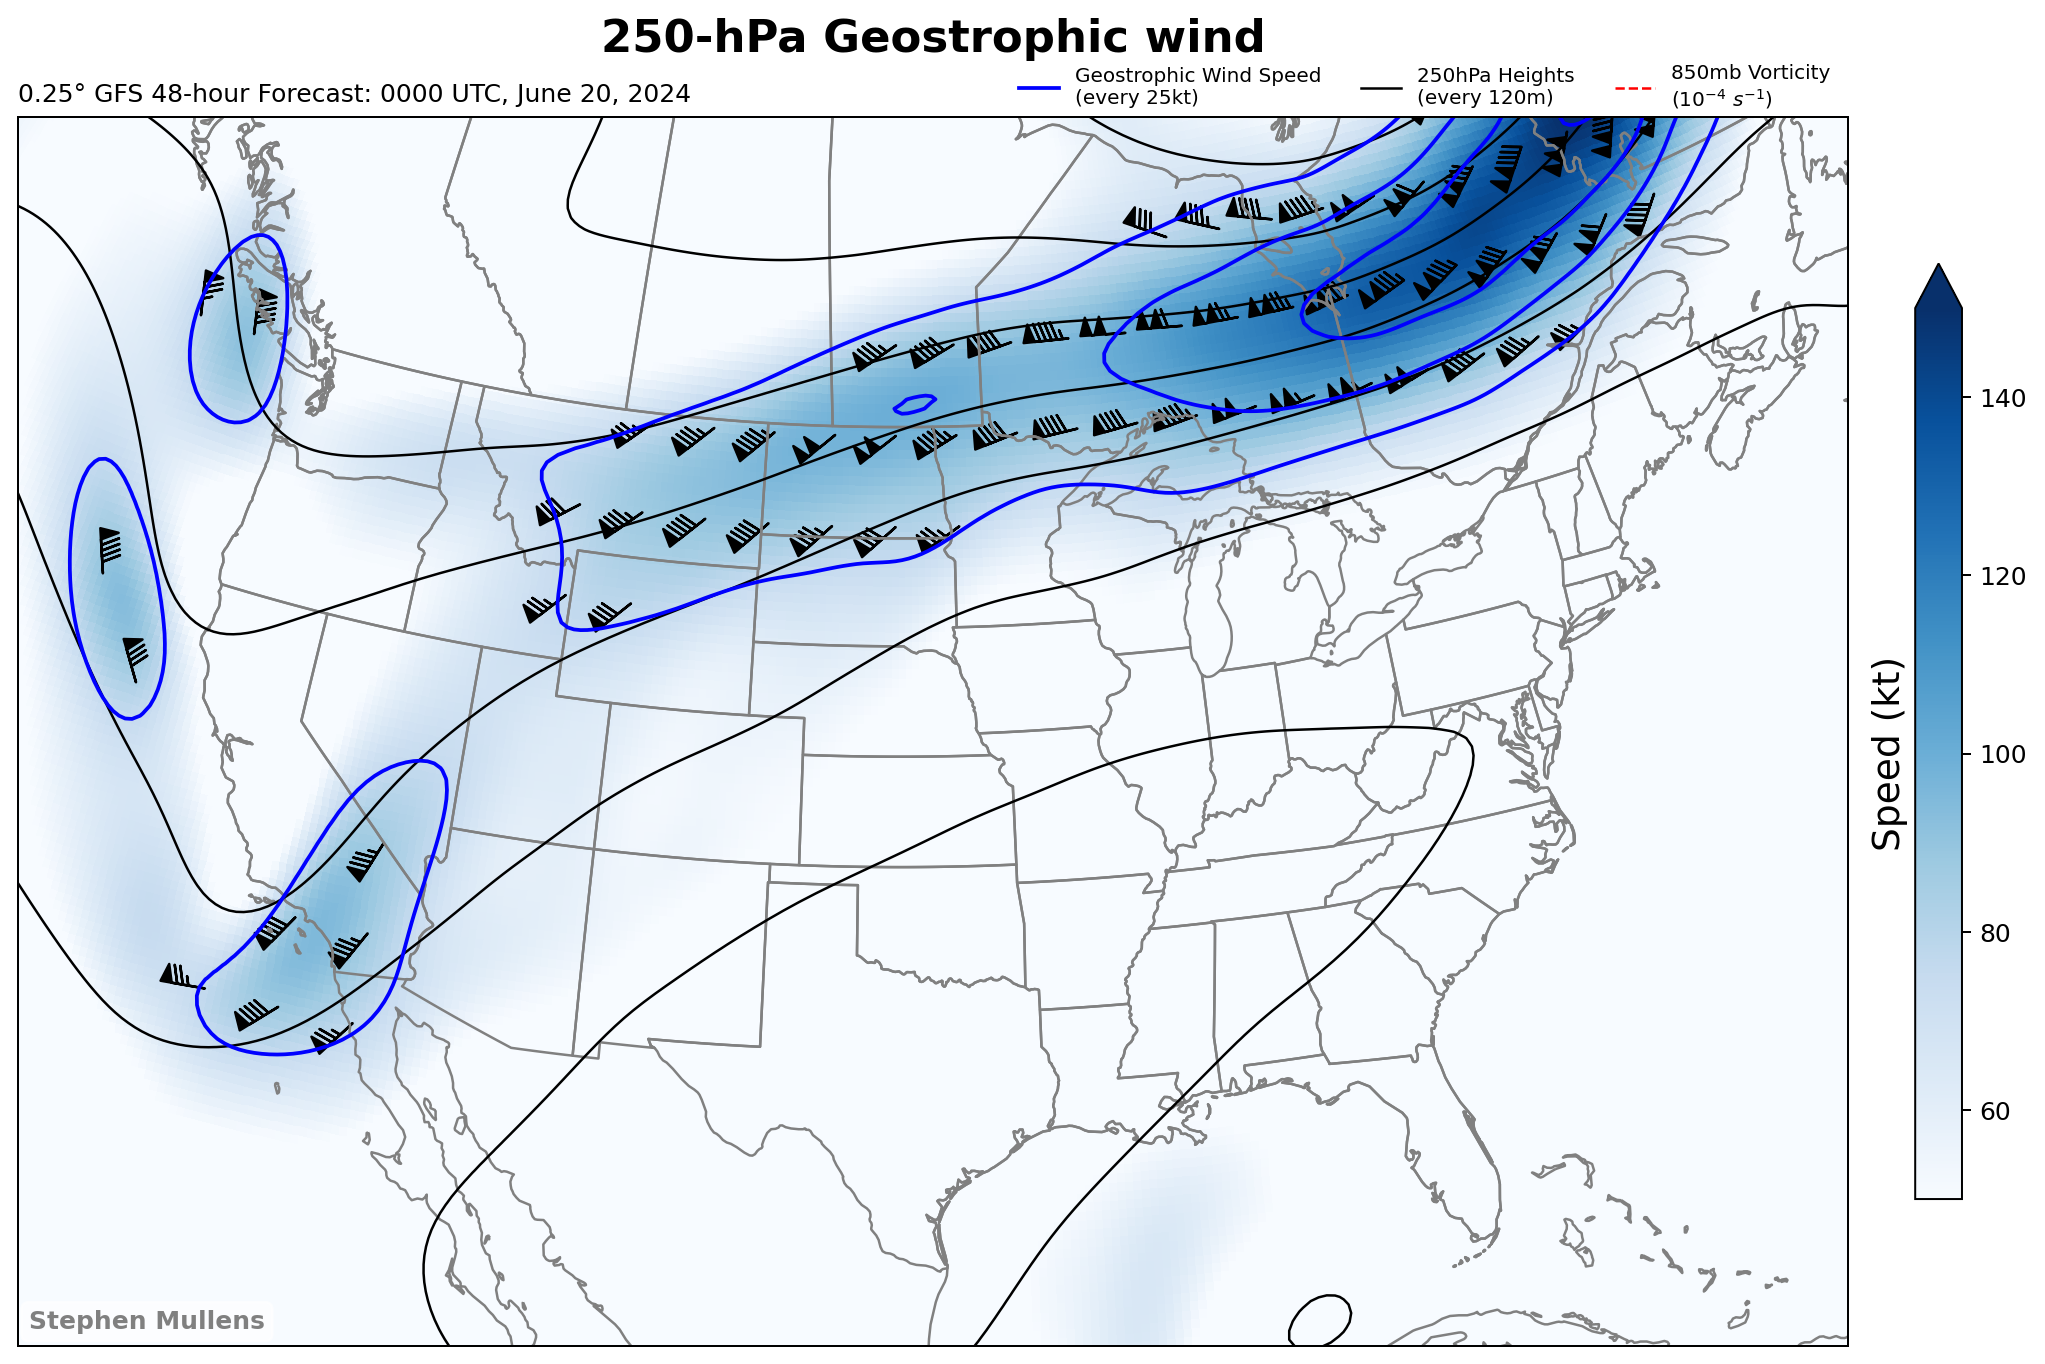 250-hPa Geostrophic wind
0.25° GFS 48-hour Forecast: 0000 UTC, June 20, 2024
Geostrophic Wind Speed
(every 25kt)
250hPa Heights
(every 120m)
850mb Vorticity
(10⁻⁴ s⁻¹)
140
120
100
80
60
Speed (kt)
Stephen Mullens